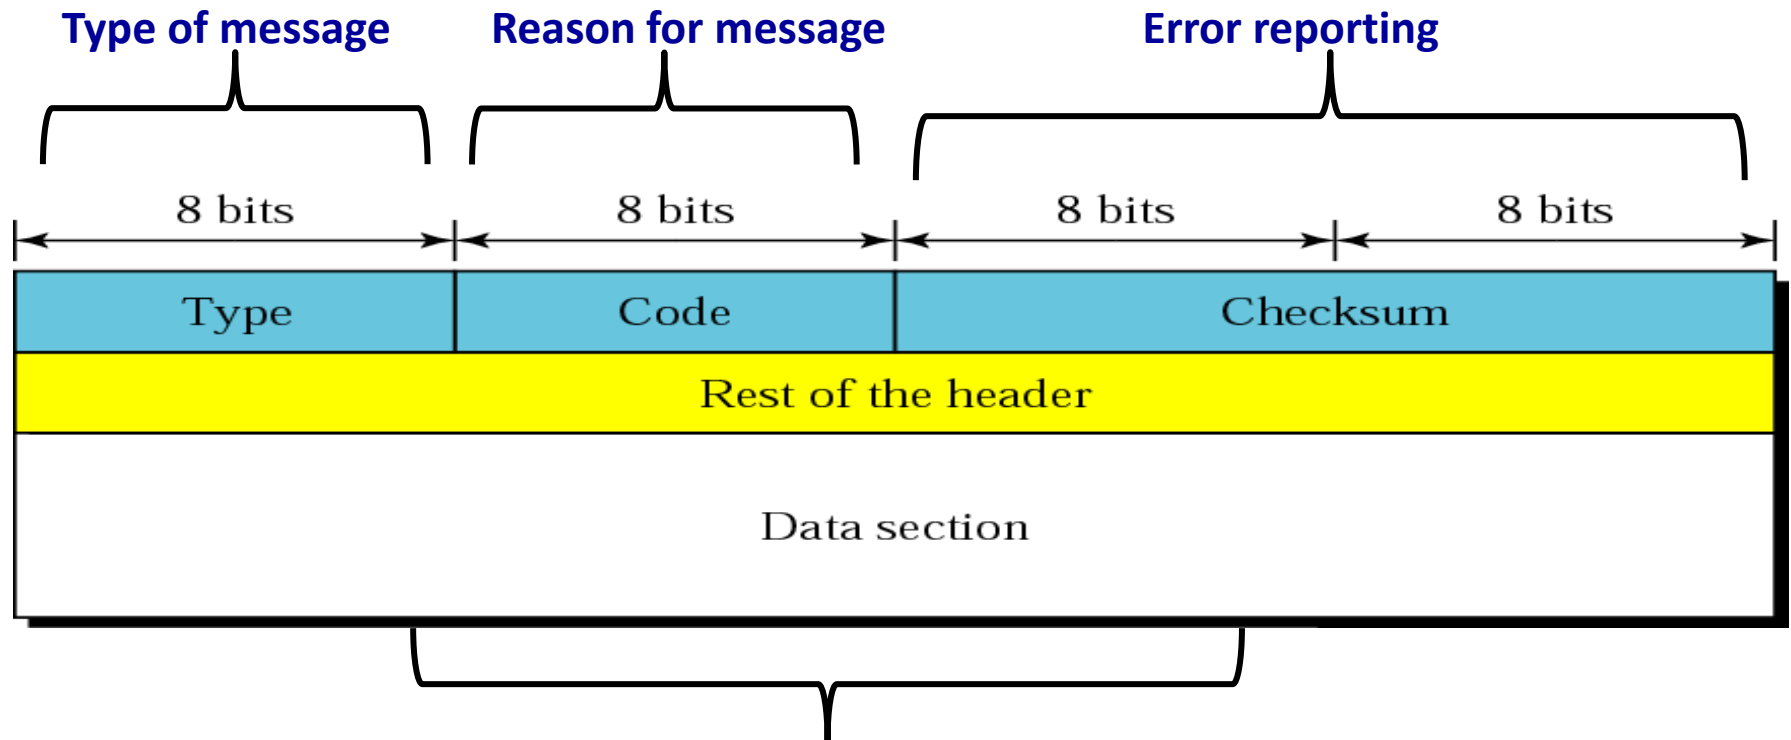 Type of message Reason for message Error reporting
8 bits 8 bits 8 bits 8 bits
Type Code Checksum
Rest of the header
Data section